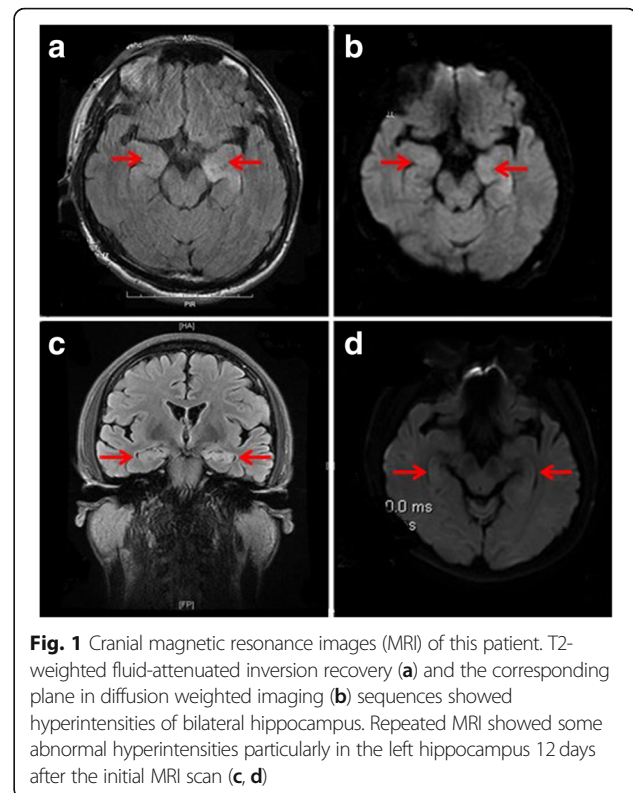 a
b
ASL
PIR
c
d
[HA]
0.0 ms
s
[FP]
Fig. 1 Cranial magnetic resonance images (MRI) of this patient. T2-
weighted fluid-attenuated inversion recovery (a) and the corresponding
plane in diffusion weighted imaging (b) sequences showed
hyperintensities of bilateral hippocampus. Repeated MRI showed some
abnormal hyperintensities particularly in the left hippocampus 12 days
after the initial MRI scan (c, d)